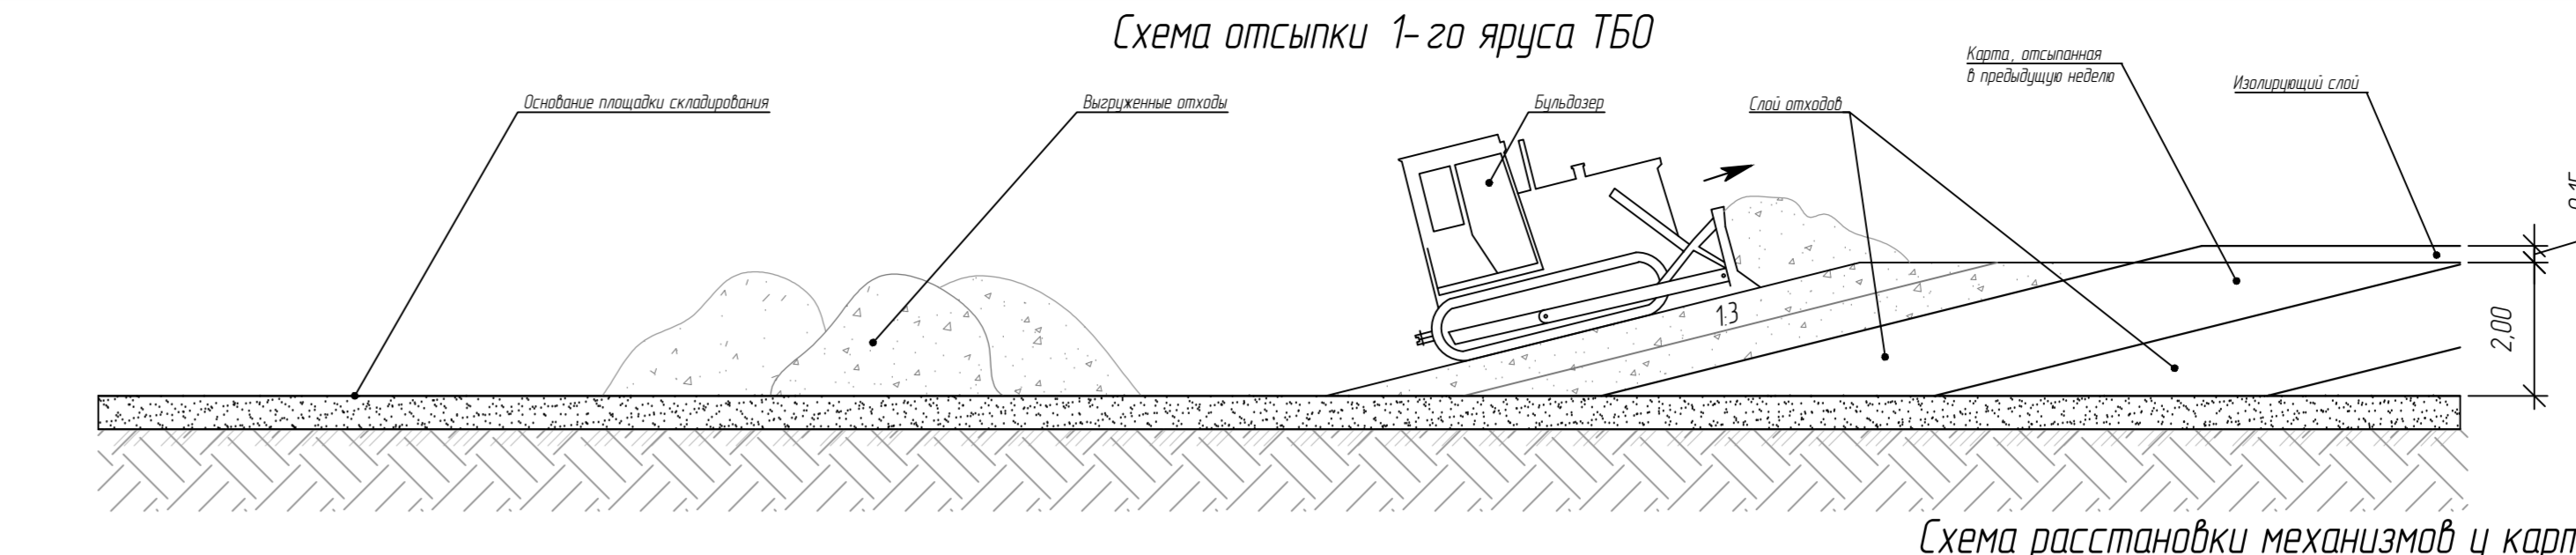 Схема отсыпки 1-го яруса ТБО
Основание площадки складирования
Выгруженные отходы
Бульдозер
Слой отходов
Карта, отсыпанная
в предыдущую неделю
Изолирующий слой
1:3
2,00
Схема расстановки механизмов и карт